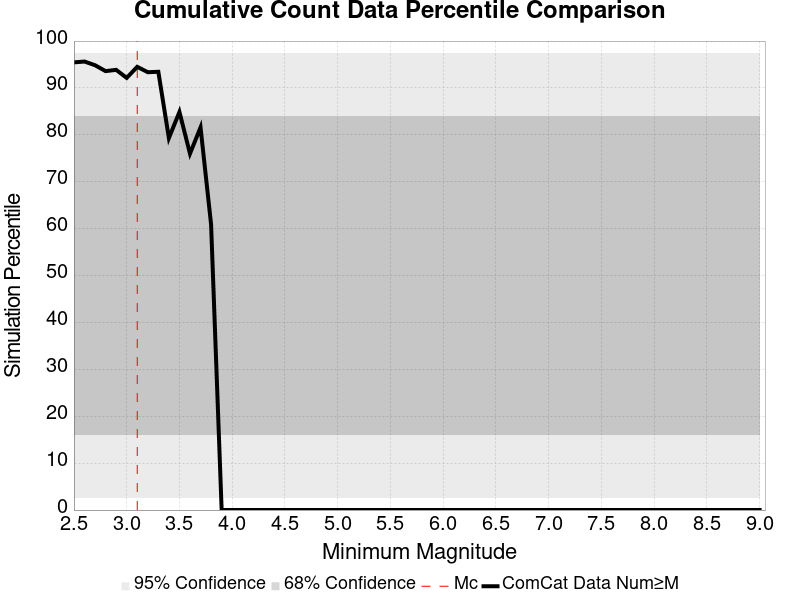 Cumulative Count Data Percentile Comparison
100
90
80
70
60
50
40
30
20
10
0
Simulation Percentile
2.5 3.0 3.5 4.0 4.5 5.0 5.5 6.0 6.5 7.0 7.5 8.0 8.5 9.0
Minimum Magnitude
95% Confidence 68% Confidence Mc ComCat Data Num≥M